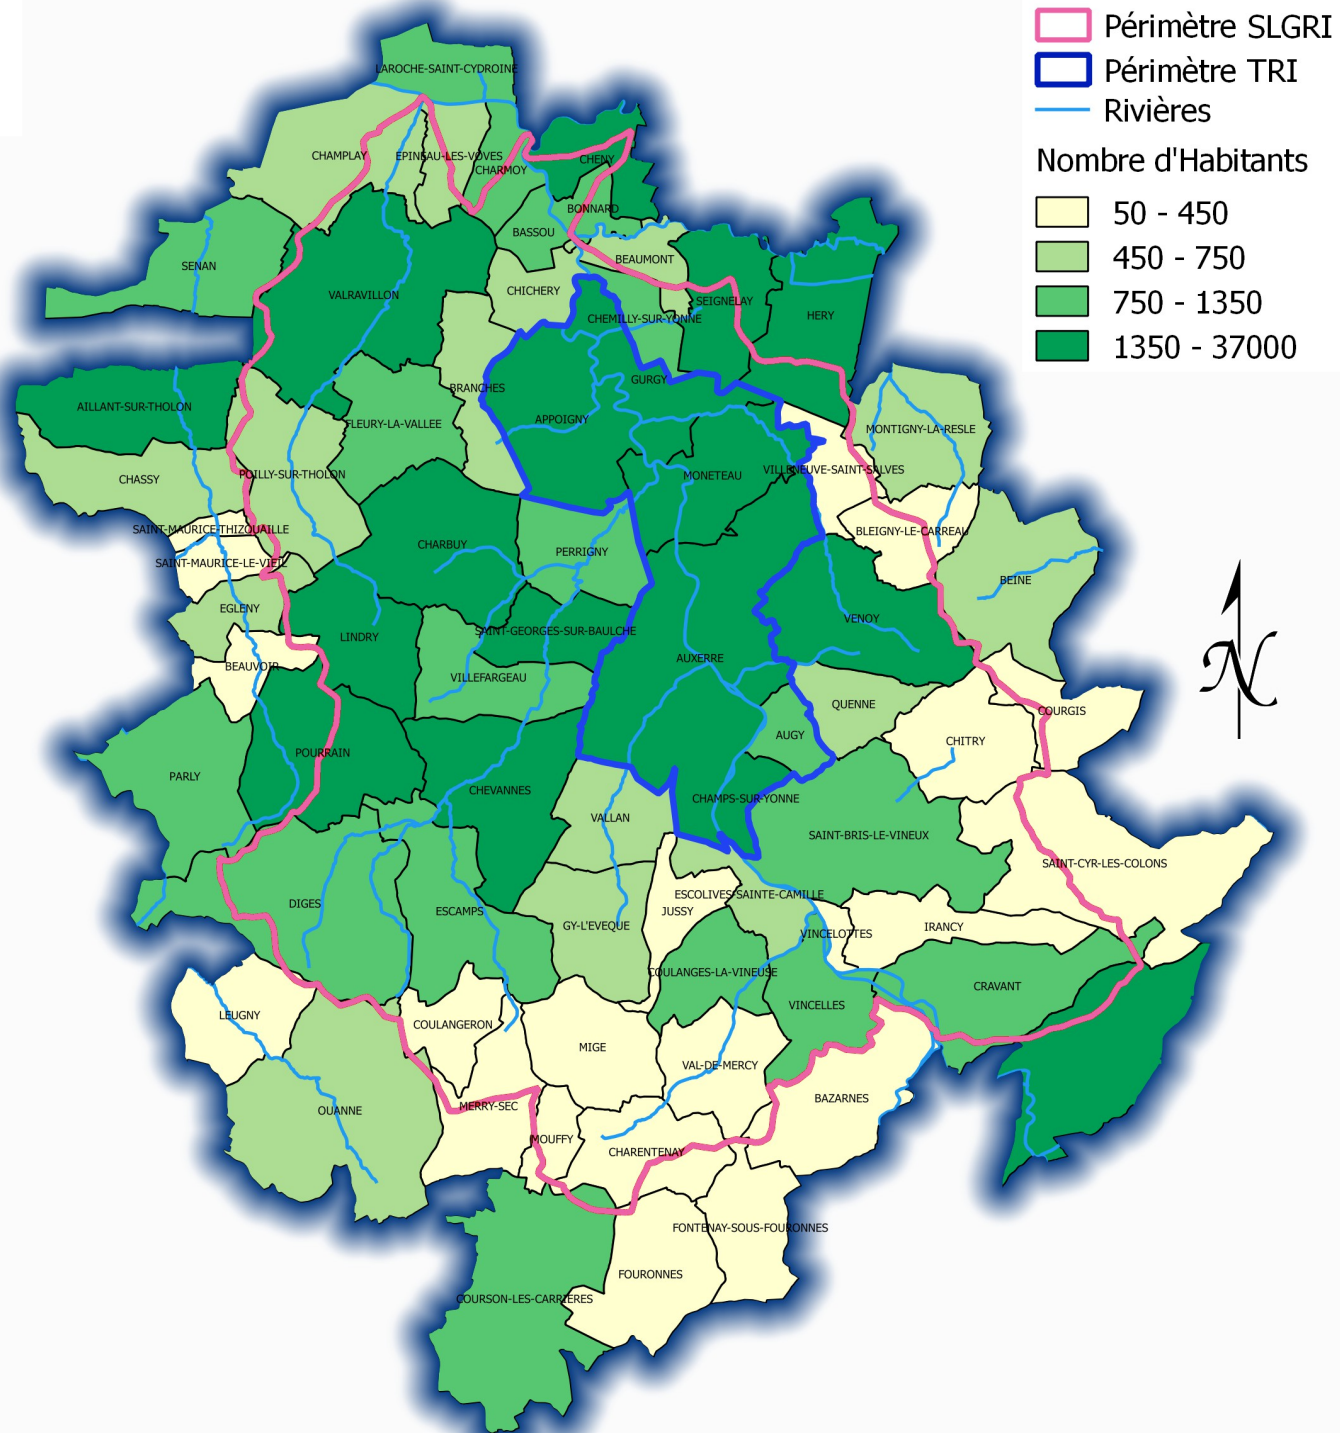 Périmètre SLGRI
Périmètre TRI
Rivières
Nombre d'Habitants
50 - 450
450 - 750
750 - 1350
1350 - 37000
LAROCHE-SAINT-CYDROINE
CHAMPLAY
EPINEAU-LES-VOVES
CHARMOY
CHENY
BONNARD
BASSOU
SENAN
BEAUMONT
VALRAVILLON
CHICHERY
SEIGNELAY
HERY
CHEMILLY-SUR-YONNE
GURGY
BRANCHES
AILLANT-SUR-THOLON
APPOIGNY
FLEURY-LA-VALLEE
MONTIGNY-LA-RESLE
VILLENEUVE-SAINT-SALVES
POILLY-SUR-THOLON
MONETEAU
CHASSY
SAINT-MAURICE-THIZOUAILLE
BLEIGNY-LE-CARREAU
CHARBUY
PERRIGNY
SAINT-MAURICE-LE-VIEIL
BEINE
EGLENY
VENOY
SAINT-GEORGES-SUR-BAULCHE
LINDRY
AUXERRE
BEAUVOIR
VILLEFARGEAU
QUENNE
COURGIS
AUGY
CHITRY
POURRAIN
PARLY
CHEVANNES
CHAMPS-SUR-YONNE
VALLAN
SAINT-BRIS-LE-VINEUX
SAINT-CYR-LES-COLONS
ESCOLIVES-SAINTE-CAMILLE
DIGES
ESCAMPS
JUSSY
GY-L'EVEQUE
IRANCY
VINCELOTTES
COULANGES-LA-VINEUSE
CRAVANT
VINCELLES
LEUGNY
COULANGERON
MIGE
VAL-DE-MERCY
BAZARNES
MERRY-SEC
OUANNE
MOUFFY
CHARENTENAY
FONTENAY-SOUS-FOURONNES
FOURONNES
COURSON-LES-CARRIERES
N